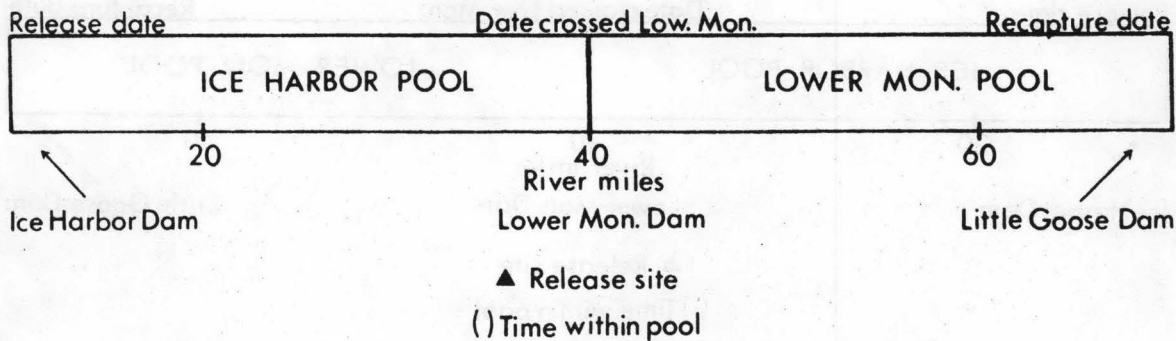 Release date Date crossed Low. Mon. Recapture date
ICE HARBOR POOL LOWER MON. POOL
20 40 60
River miles
Ice Harbor Dam Lower Mon. Dam Little Goose Dam
▲ Release site
( ) Time within pool